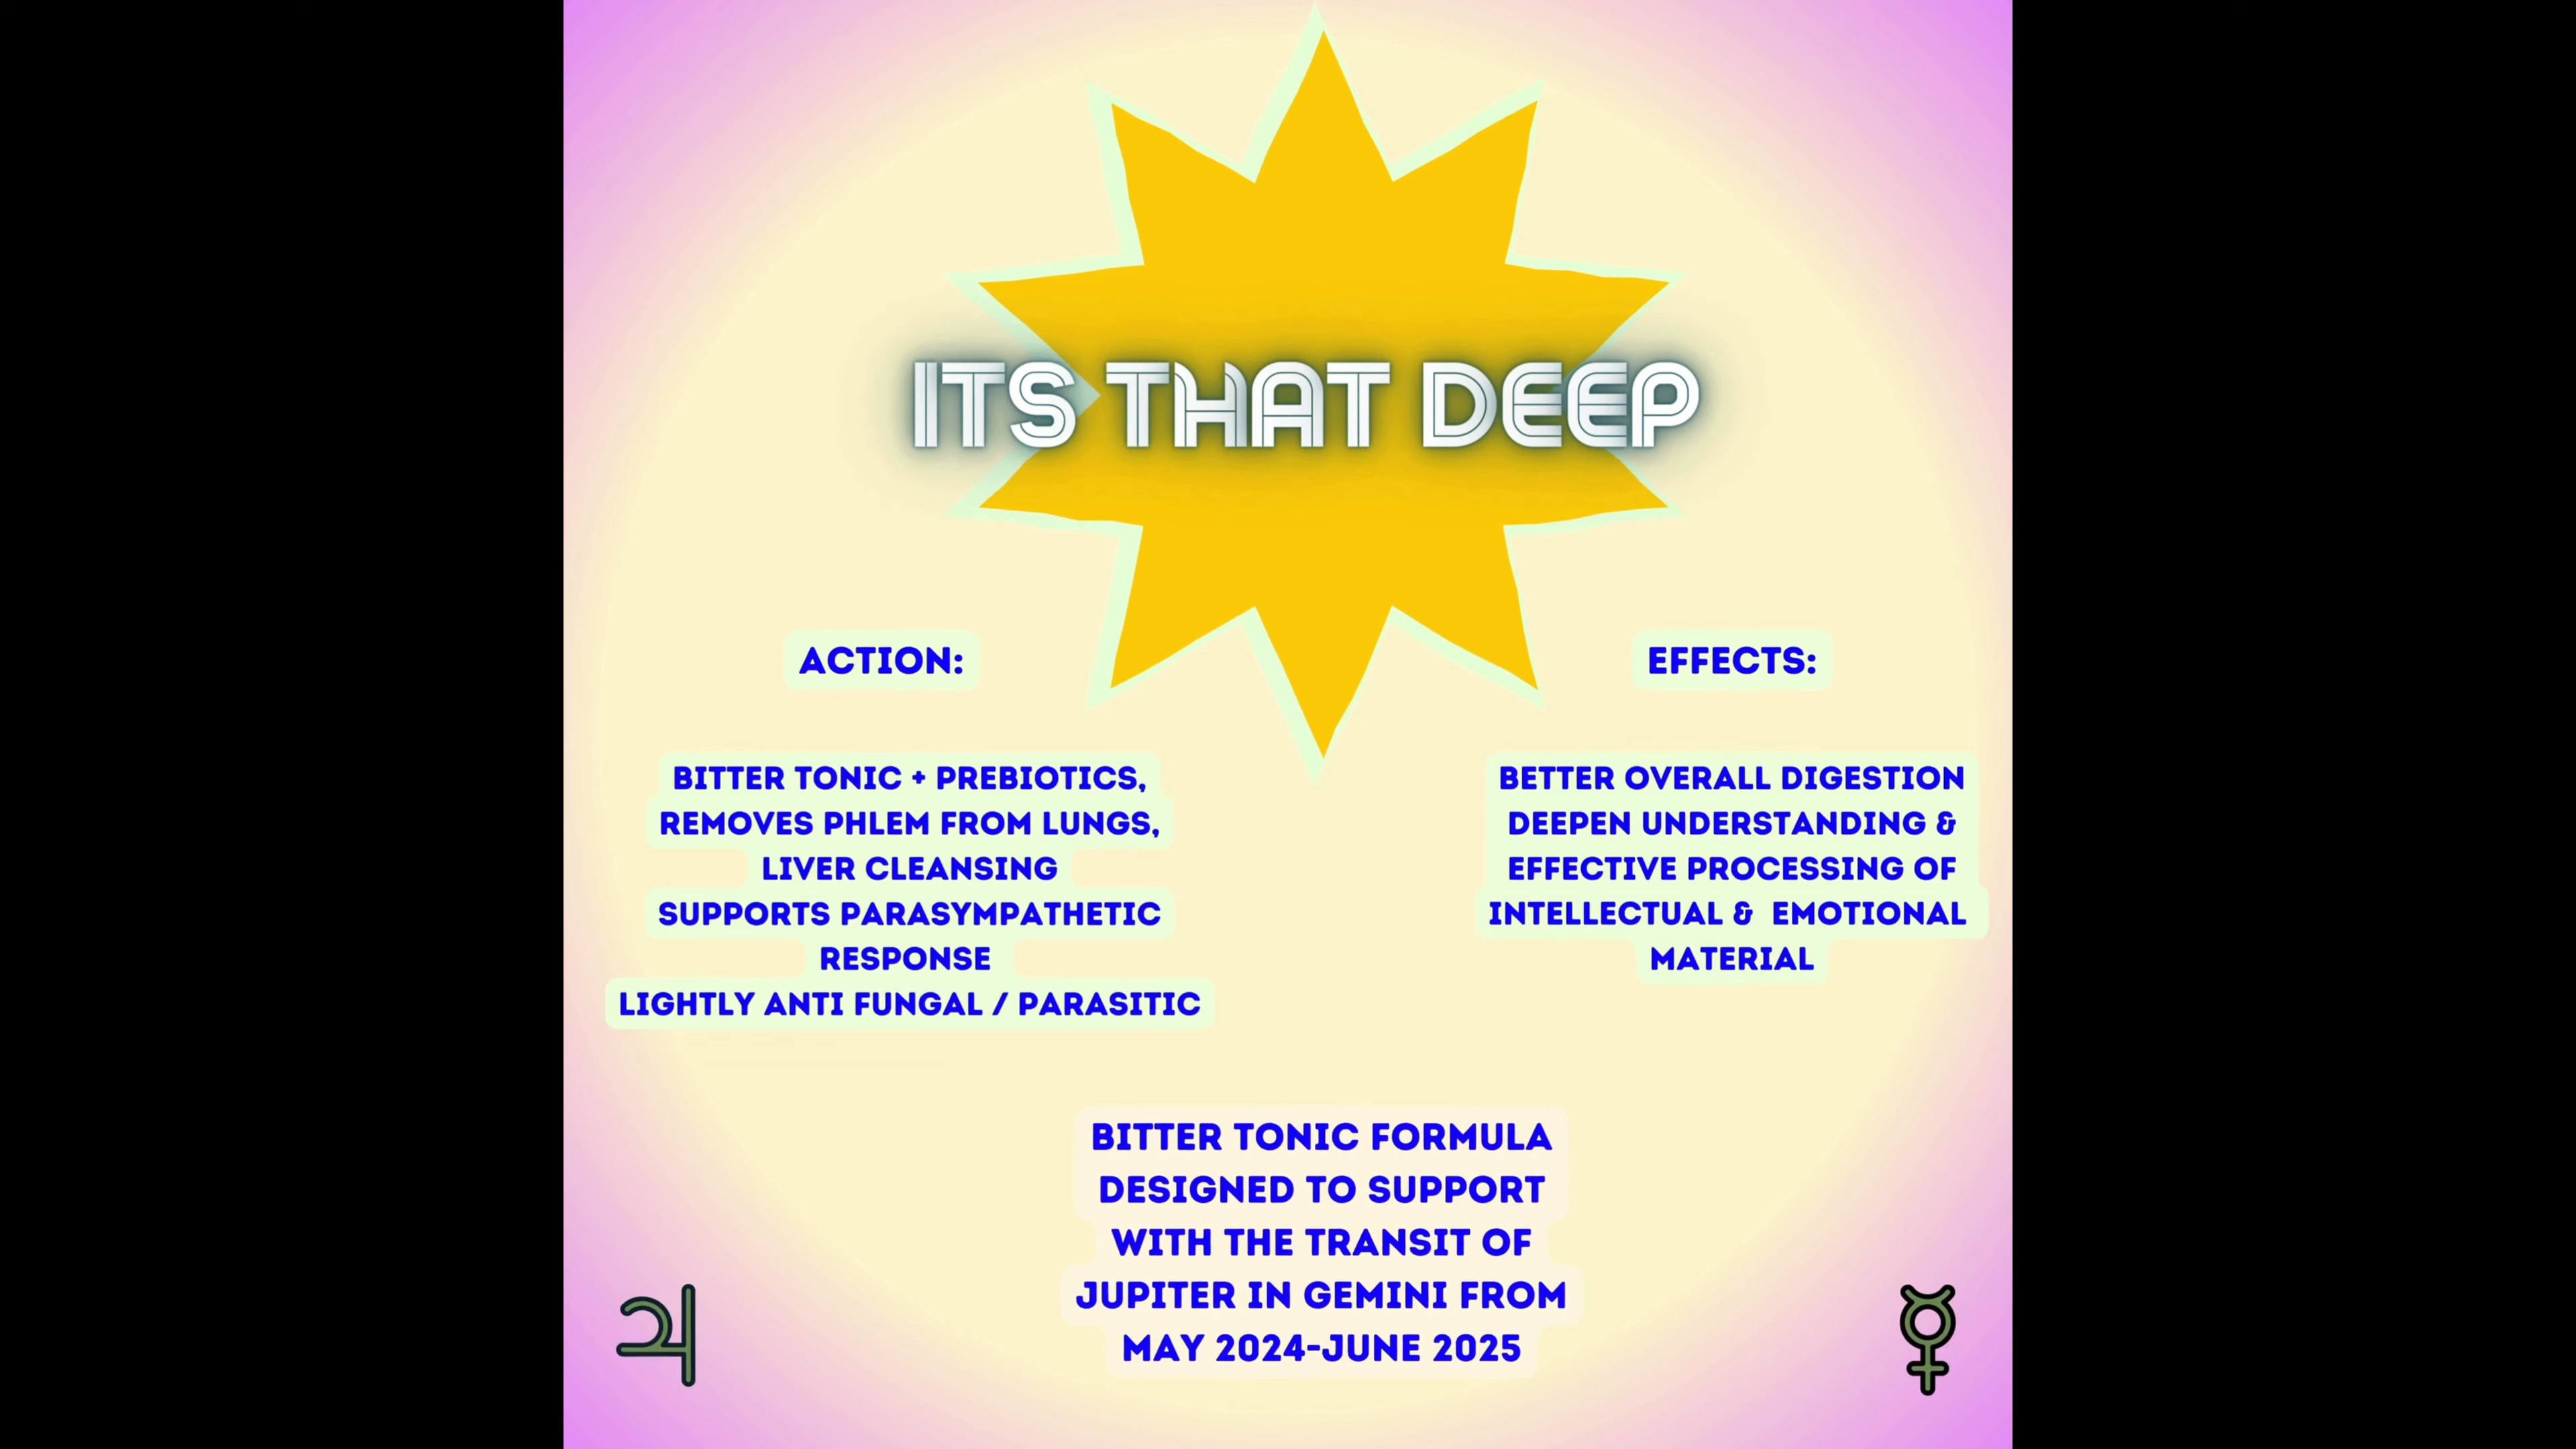 ITS THAT DEEP
ACTION:
BITTER TONIC + PREBIOTICS,
REMOVES PHLEM FROM LUNGS,
LIVER CLEANSING
SUPPORTS PARASYMPATHETIC
RESPONSE
LIGHTLY ANTI FUNGAL / PARASITIC
EFFECTS:
BETTER OVERALL DIGESTION
DEEPEN UNDERSTANDING &
EFFECTIVE PROCESSING OF
INTELLECTUAL & EMOTIONAL
MATERIAL
BITTER TONIC FORMULA
DESIGNED TO SUPPORT
WITH THE TRANSIT OF
JUPITER IN GEMINI FROM
MAY 2024-JUNE 2025